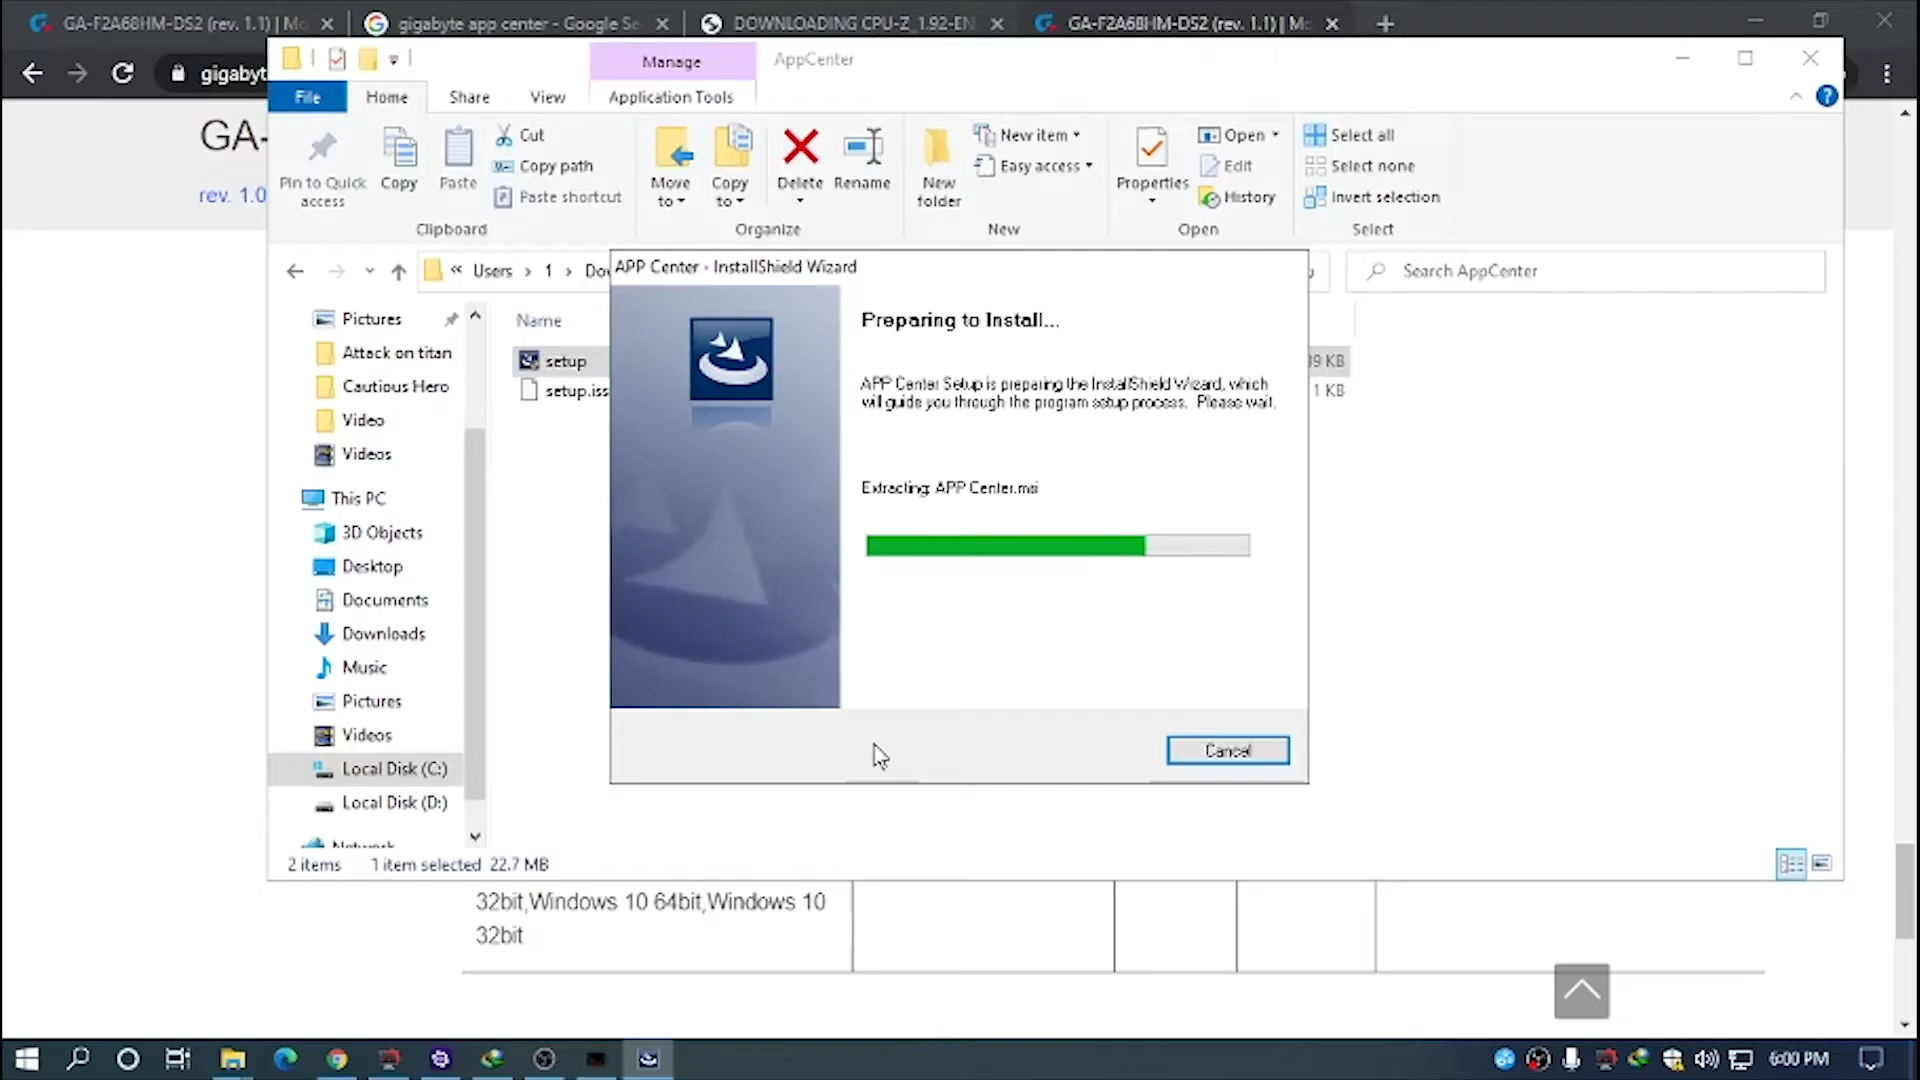 GA-F2A68HM-DS2 (rev. 1.1) | Mo
gigabyte app center - Google Se
DOWNLOADING CPU-Z_1.92-EN.
GA-F2A68HM-DS2 (rev. 1.1) | Mo
gigabyt
GA-
rev. 1.0
Manage
AppCenter
File
Home
Share
View
Application Tools
Pin to Quick access
Copy
Paste
Cut
Copy path
Paste shortcut
Clipboard
Move to
Copy to
Delete
Rename
Organize
New folder
New item
Easy access
New
Properties
Open
Edit
History
Open
Select all
Select none
Invert selection
Select
« Users › 1 › Do
Search AppCenter
Pictures
Attack on titan
Cautious Hero
Video
Videos
This PC
3D Objects
Desktop
Documents
Downloads
Music
Pictures
Videos
Local Disk (C:)
Local Disk (D:)
Network
Name
setup
setup.iss
39 KB
1 KB
APP Center - InstallShield Wizard
Preparing to Install...
APP Center Setup is preparing the InstallShield Wizard, which
will guide you through the program setup process. Please wait.
Extracting: APP Center.msi
Cancel
2 items
1 item selected 22.7 MB
32bit,Windows 10 64bit,Windows 10
32bit
6:00 PM